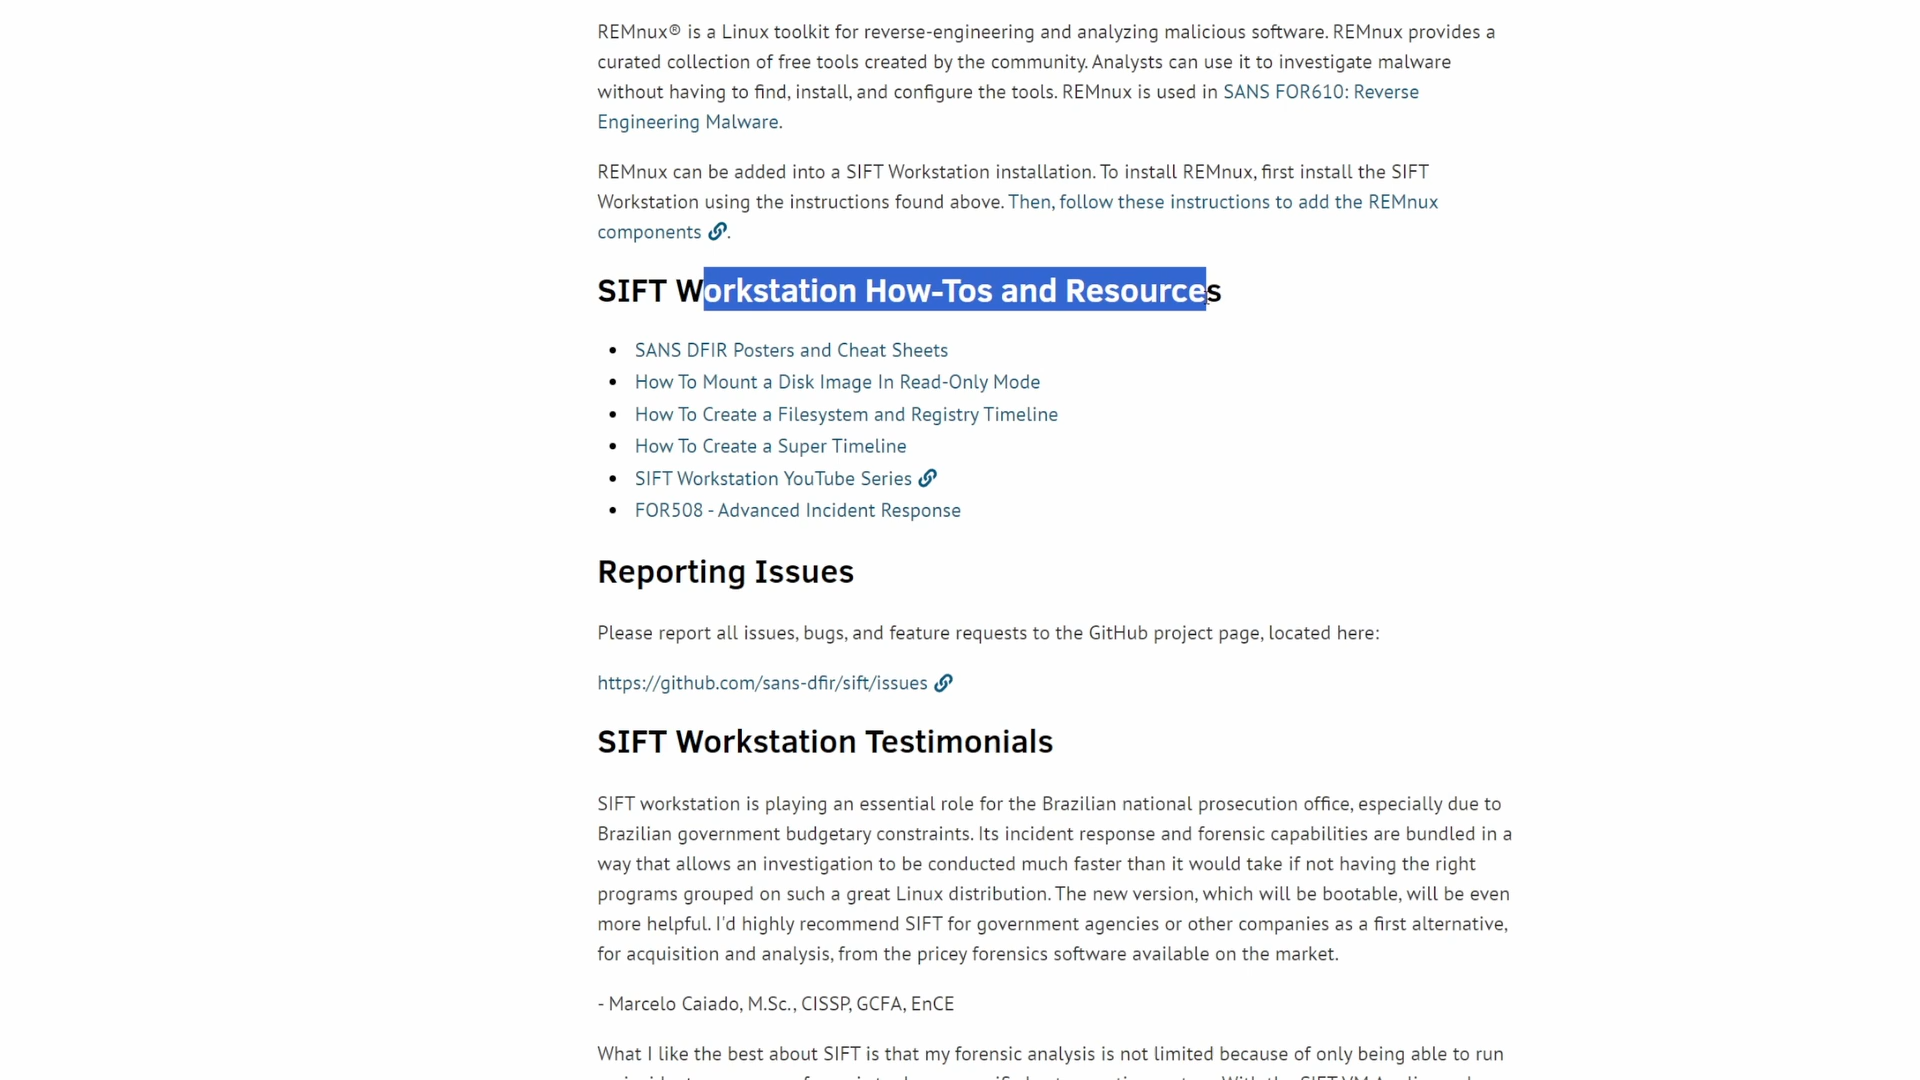 REMnux® is a Linux toolkit for reverse-engineering and analyzing malicious software. REMnux provides a
curated collection of free tools created by the community. Analysts can use it to investigate malware
without having to find, install, and configure the tools. REMnux is used in SANS FOR610: Reverse
Engineering Malware.
REMnux can be added into a SIFT Workstation installation. To install REMnux, first install the SIFT
Workstation using the instructions found above. Then, follow these instructions to add the REMnux
components.
SIFT Workstation How-Tos and Resources
• SANS DFIR Posters and Cheat Sheets
• How To Mount a Disk Image In Read-Only Mode
• How To Create a Filesystem and Registry Timeline
• How To Create a Super Timeline
• SIFT Workstation YouTube Series
• FOR508 - Advanced Incident Response
Reporting Issues
Please report all issues, bugs, and feature requests to the GitHub project page, located here:
https://github.com/sans-dfir/sift/issues
SIFT Workstation Testimonials
SIFT workstation is playing an essential role for the Brazilian national prosecution office, especially due to
Brazilian government budgetary constraints. Its incident response and forensic capabilities are bundled in a
way that allows an investigation to be conducted much faster than it would take if not having the right
programs grouped on such a great Linux distribution. The new version, which will be bootable, will be even
more helpful. I'd highly recommend SIFT for government agencies or other companies as a first alternative,
for acquisition and analysis, from the pricey forensics software available on the market.
- Marcelo Caiado, M.Sc., CISSP, GCFA, EnCE
What I like the best about SIFT is that my forensic analysis is not limited because of only being able to run